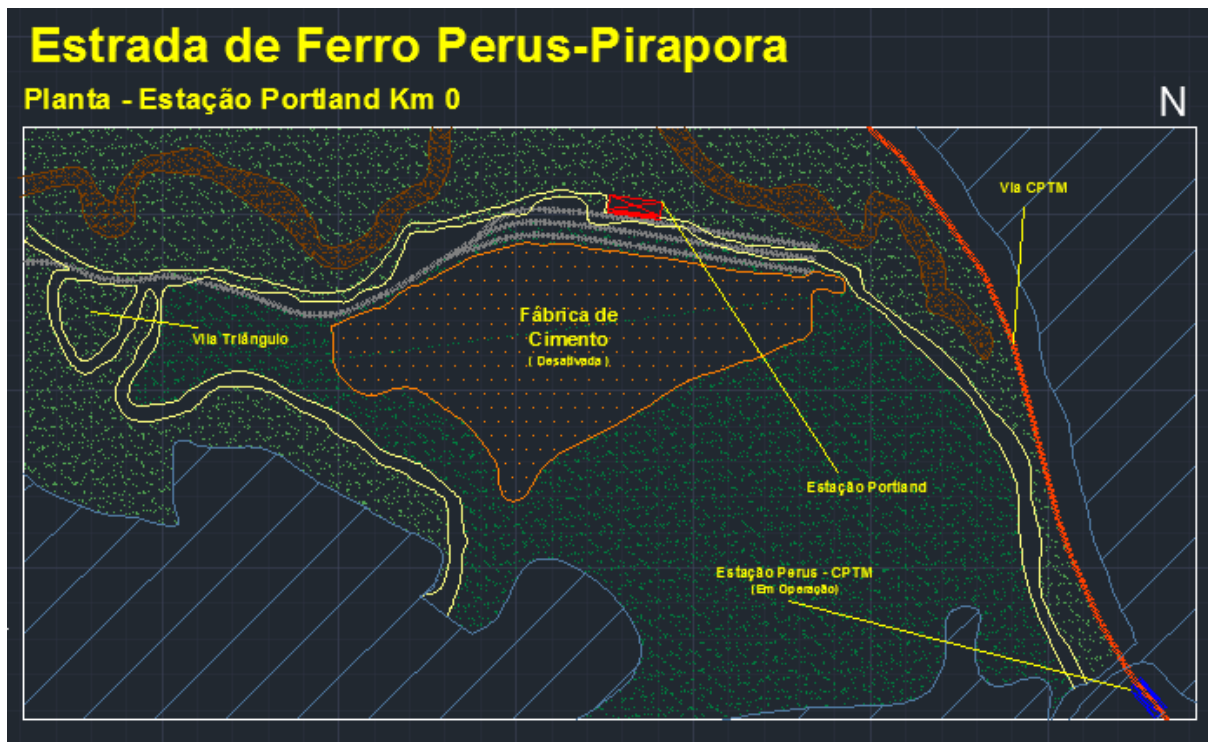 Estrada de Ferro Perus-Pirapora
Planta - Estação Portland Km 0
N
Via CPTM
Fábrica de
Cimento
( Desativada )
Vila Triângulo
Estação Portland
Estação Perus - CPTM
(Em Operação)